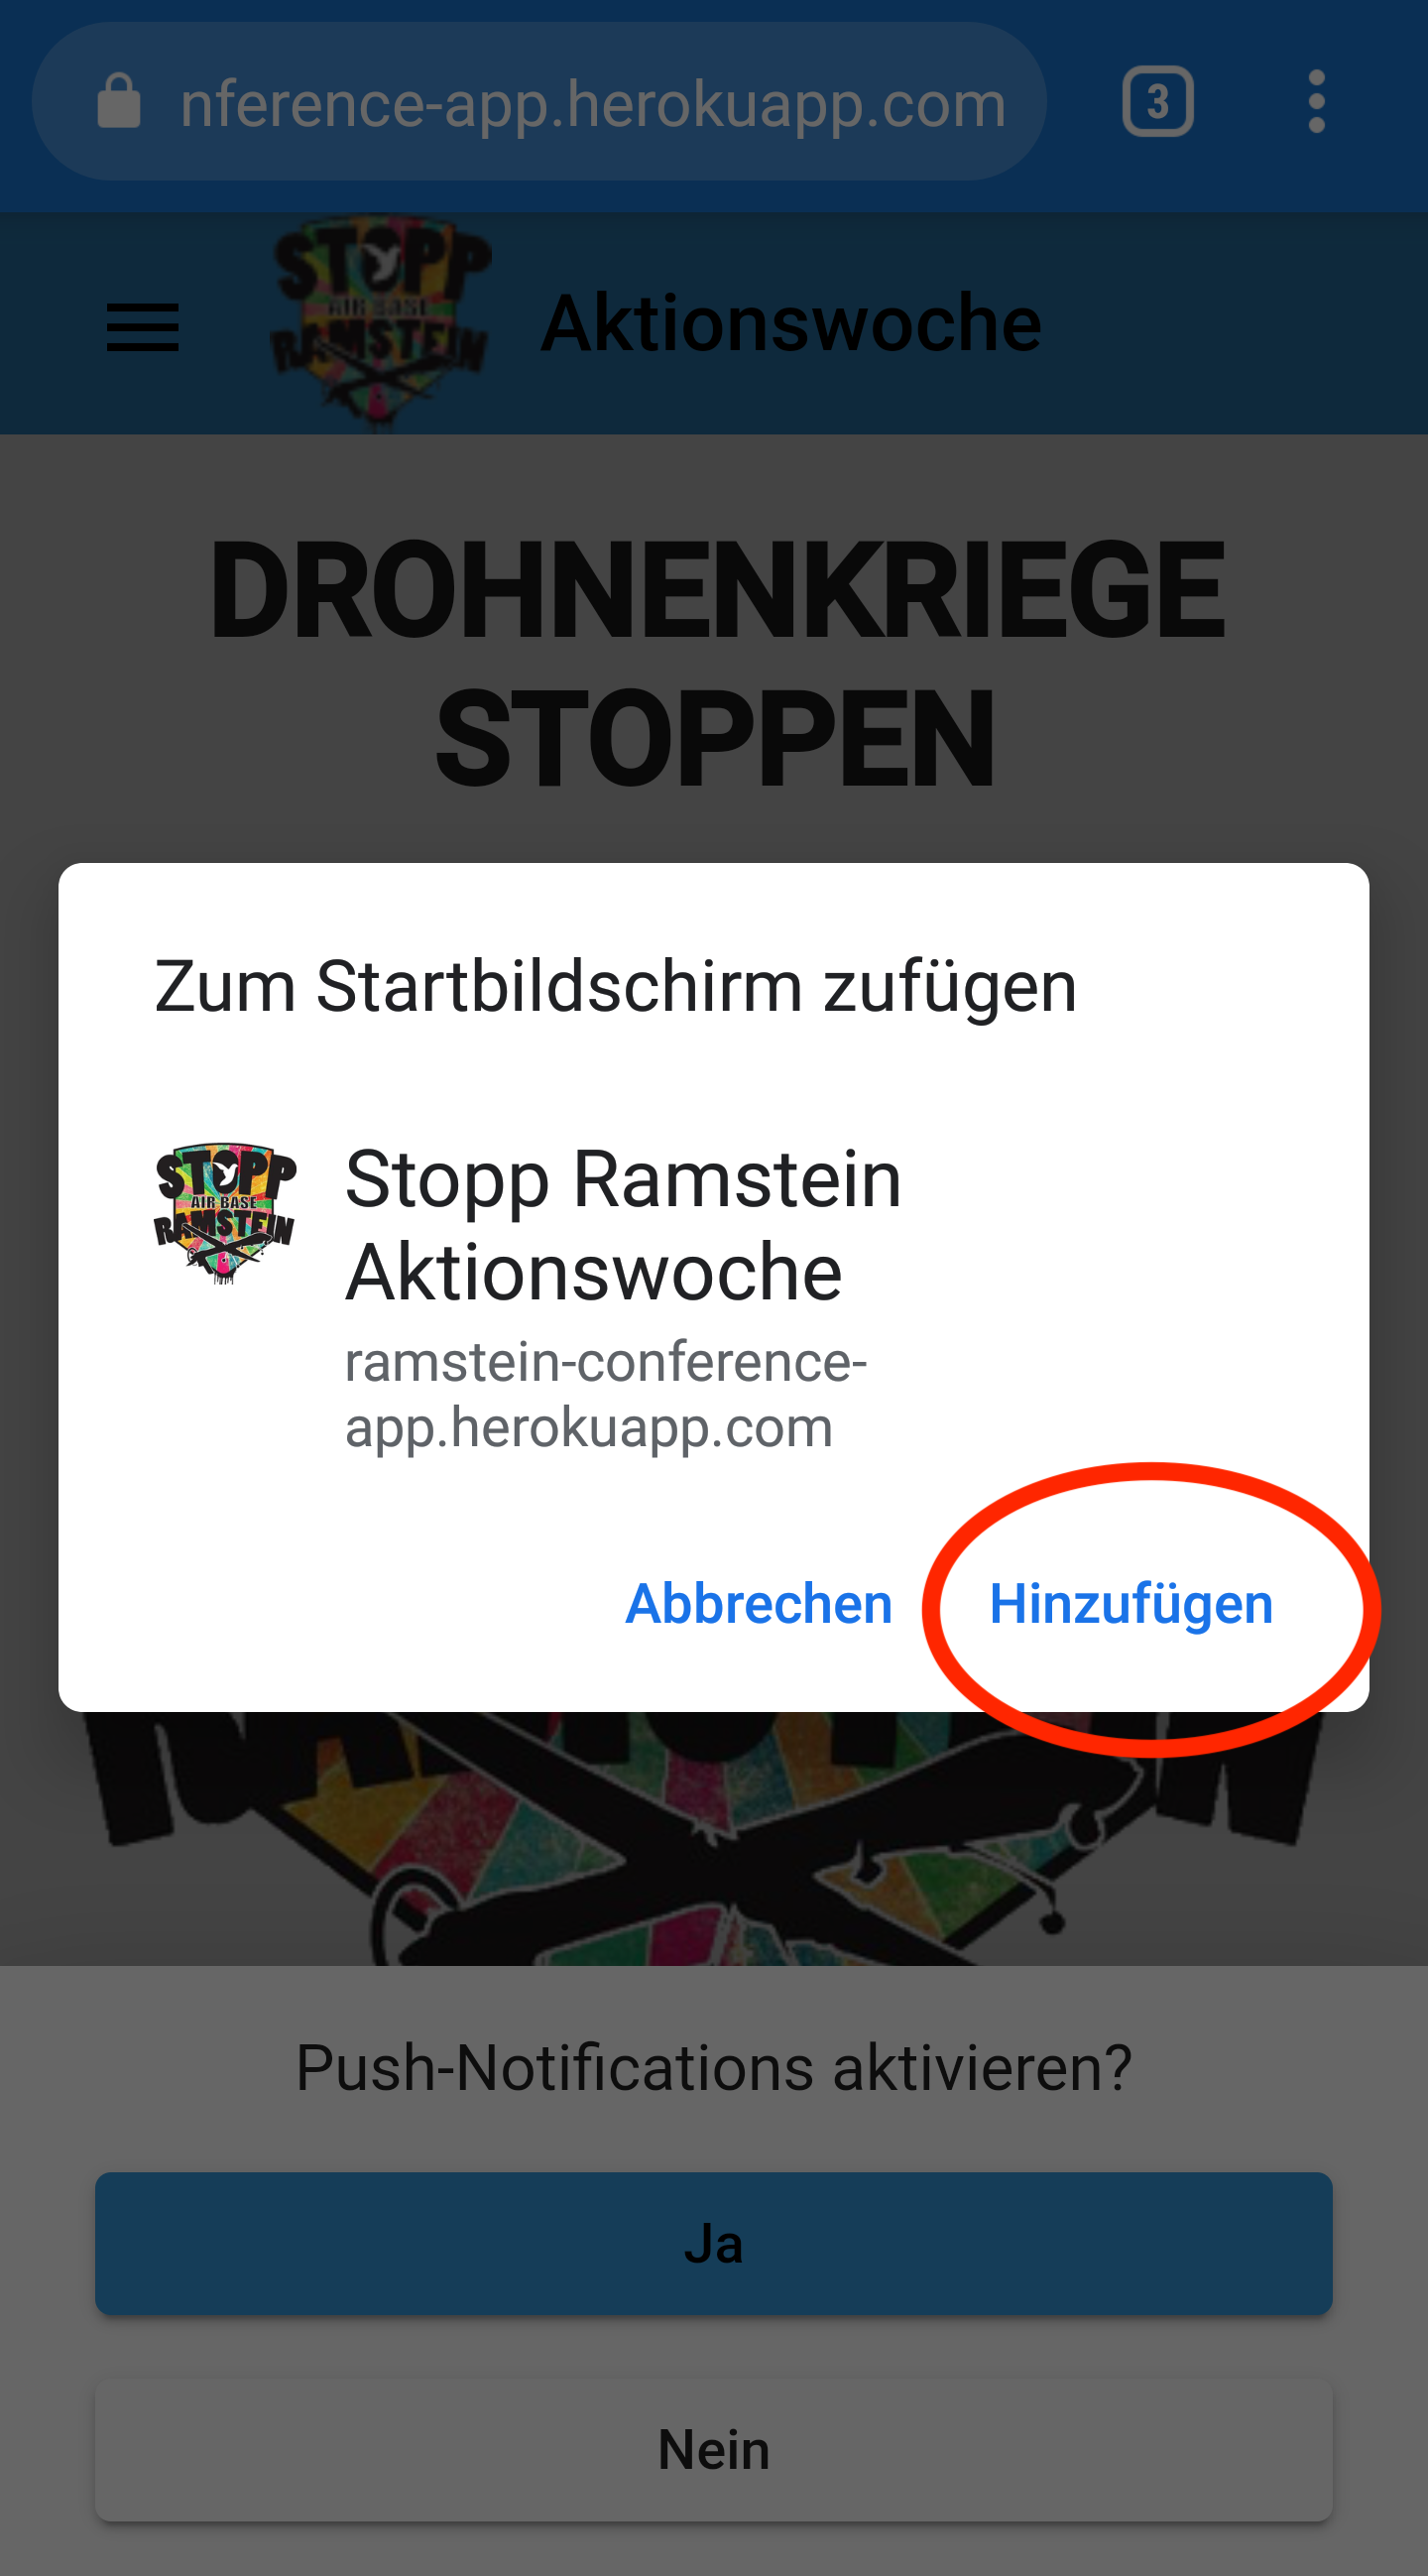 nference-app.herokuapp.com
3
STOPP
AIR BASE
RAMSTEIN
Aktionswoche
DROHNENKRIEGE
STOPPEN
Zum Startbildschirm zufügen
STOPP
AIR BASE
RAMSTEIN
Stopp Ramstein
Aktionswoche
ramstein-conference-
app.herokuapp.com
Abbrechen
Hinzufügen
RAMSTEIN
Push-Notifications aktivieren?
Ja
Nein